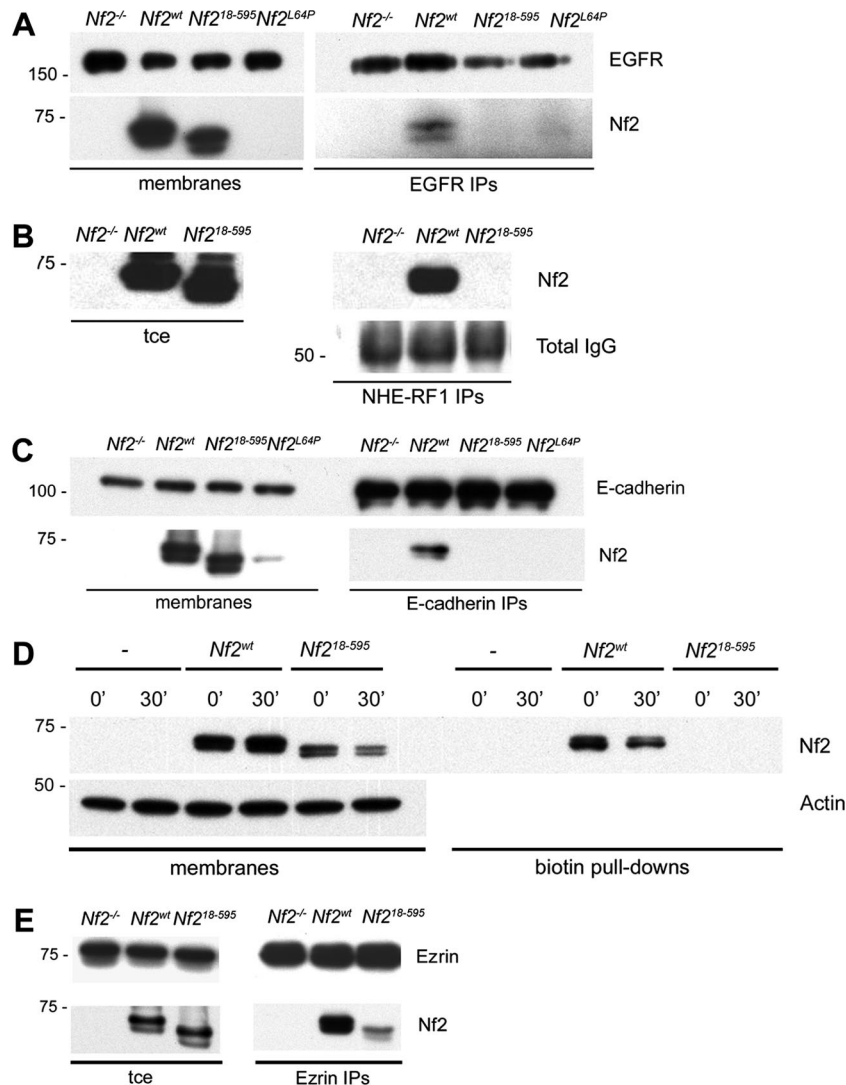 A
Nf2-/- Nf2wt Nf218-595 Nf2L64P Nf2-/- Nf2wt Nf218-595 Nf2L64P
150 - EGFR
75 - Nf2
membranes EGFR IPs
B
Nf2-/- Nf2wt Nf218-595 Nf2-/- Nf2wt Nf218-595
75 - Nf2
tce
50 - Total IgG
NHE-RF1 IPs
C
Nf2-/- Nf2wt Nf218-595 Nf2L64P Nf2-/- Nf2wt Nf218-595 Nf2L64P
100 - E-cadherin
75 - Nf2
membranes E-cadherin IPs
D
- Nf2wt Nf218-595 - Nf2wt Nf218-595
0' 30' 0' 30' 0' 30' 0' 30' 0' 30' 0' 30'
75 - Nf2
50 - Actin
membranes biotin pull-downs
E
Nf2-/- Nf2wt Nf218-595 Nf2-/- Nf2wt Nf218-595
75 - Ezrin
75 - Nf2
tce Ezrin IPs